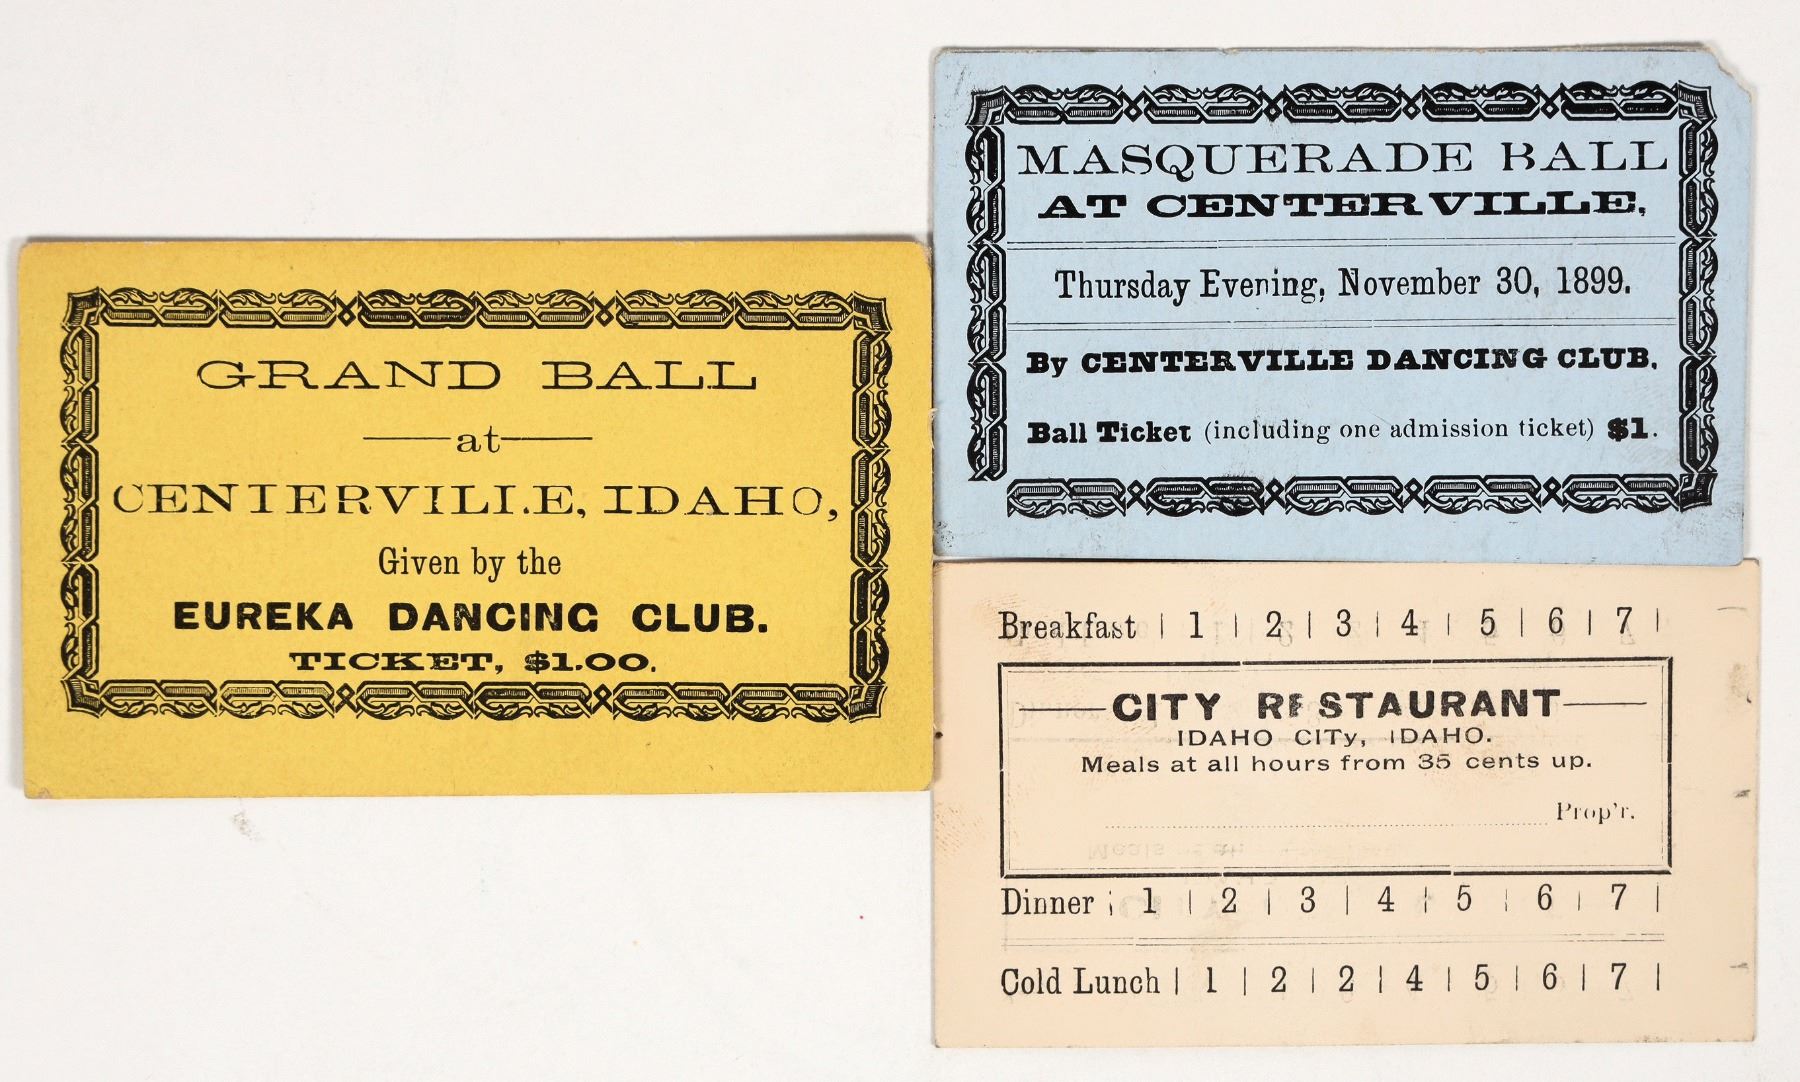 GRAND BALL
at
CENTERVILLE, IDAHO,
Given by the
EUREKA DANCING CLUB.
TICKET, $1.00.
MASQUERADE BALL
AT CENTERVILLE,
Thursday Evening, November 30, 1899.
By CENTERVILLE DANCING CLUB.
Ball Ticket (including one admission ticket) $1.
Breakfast | 1 | 2 | 3 | 4 | 5 | 6 | 7 |
CITY RESTAURANT
IDAHO CITy, IDAHO.
Meals at all hours from 35 cents up.
Prop'r.
Dinner | 1 | 2 | 3 | 4 | 5 | 6 | 7 |
Cold Lunch | 1 | 2 | 2 | 4 | 5 | 6 | 7 |